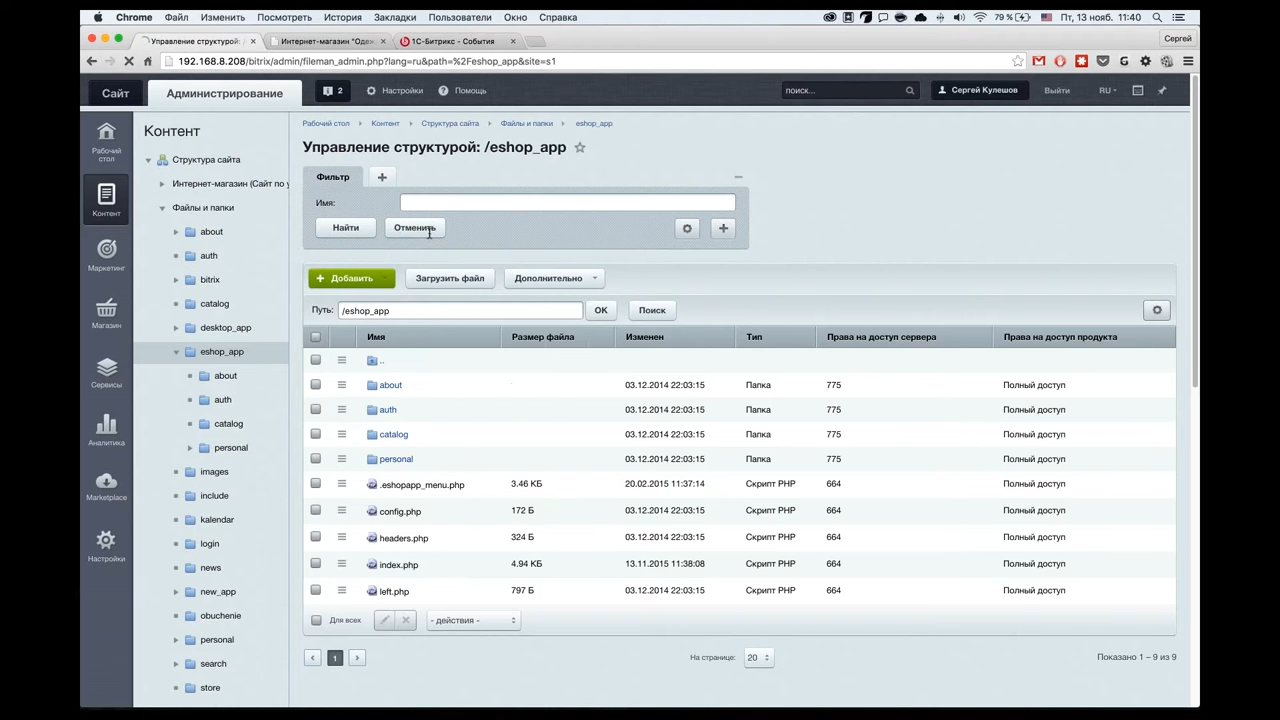 Chrome Файл Изменить Посмотреть История Закладки Пользователи Окно Справка 79 % Пт, 13 нояб. 11:40
Управление структурой: / Интернет-магазин "Одеж 1С-Битрикс - События Сергей
192.168.8.208/bitrix/admin/fileman_admin.php?lang=ru&path=%2Feshop_app&site=s1
Сайт Администрирование 2 Настройки Помощь поиск... Сергей Кулешов Выйти RU
Рабочий стол
Контент
Маркетинг
Магазин
Сервисы
Аналитика
Marketplace
Настройки
Контент
Структура сайта
Интернет-магазин (Сайт по у
Файлы и папки
about
auth
bitrix
catalog
desktop_app
eshop_app
about
auth
catalog
personal
images
include
kalendar
login
news
new_app
obuchenie
personal
search
store
Рабочий стол Контент Структура сайта Файлы и папки eshop_app
Управление структурой: /eshop_app
Фильтр
Имя:
Найти Отменить
Добавить Загрузить файл Дополнительно
Путь: /eshop_app OK Поиск
Имя Размер файла Изменен Тип Права на доступ сервера Права на доступ продукта
..
about 03.12.2014 22:03:15 Папка 775 Полный доступ
auth 03.12.2014 22:03:15 Папка 775 Полный доступ
catalog 03.12.2014 22:03:15 Папка 775 Полный доступ
personal 03.12.2014 22:03:15 Папка 775 Полный доступ
.eshopapp_menu.php 3.46 КБ 20.02.2015 11:37:14 Скрипт PHP 664 Полный доступ
config.php 172 Б 03.12.2014 22:03:15 Скрипт PHP 664 Полный доступ
headers.php 324 Б 03.12.2014 22:03:15 Скрипт PHP 664 Полный доступ
index.php 4.94 КБ 13.11.2015 11:38:08 Скрипт PHP 664 Полный доступ
left.php 797 Б 03.12.2014 22:03:15 Скрипт PHP 664 Полный доступ
Для всех - действия -
1 На странице: 20 Показано 1 – 9 из 9